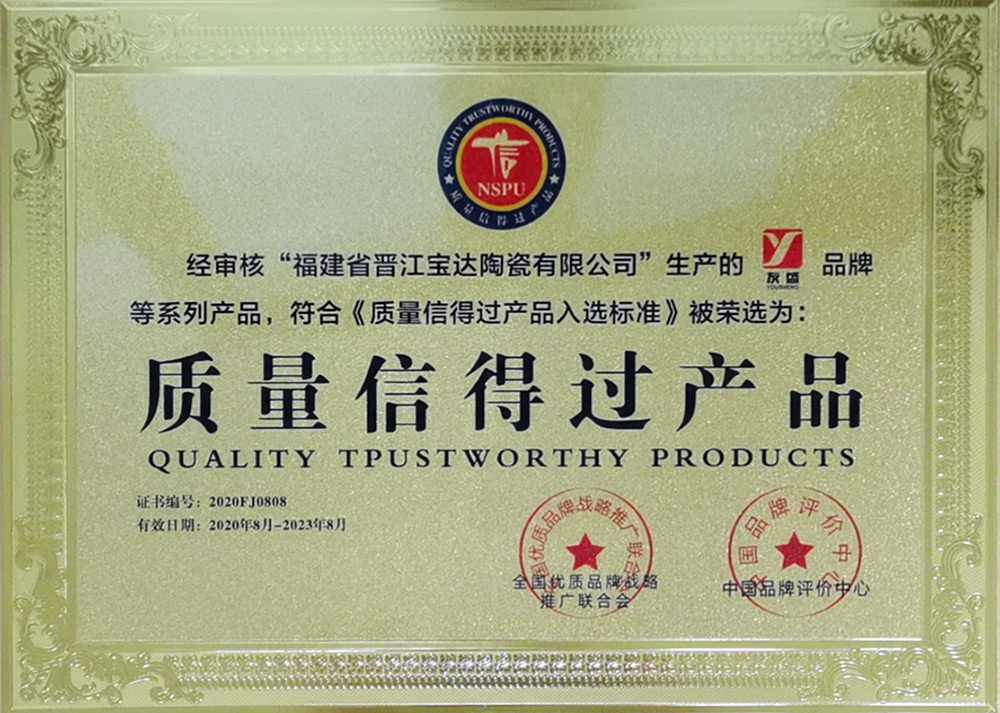 QUALITY TRUSTWORTHY PRODUCTS
NSPU
质量信得过产品
经审核“福建省晋江宝达陶瓷有限公司”生产的 友盛 YOUSHENG 品牌
等系列产品，符合《质量信得过产品入选标准》被荣选为：
质量信得过产品
QUALITY TPUSTWORTHY PRODUCTS
证书编号：2020FJ0808
有效日期：2020年8月-2023年8月
全国优质品牌战略推广联合会
全国优质品牌战略
推广联合会
中国品牌评价中心
中国品牌评价中心